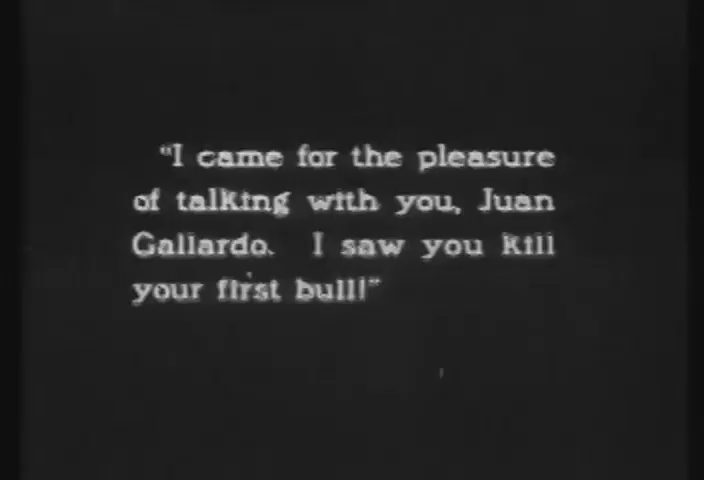 "I came for the pleasure
of talking with you, Juan
Gallardo. I saw you kill
your first bull!"